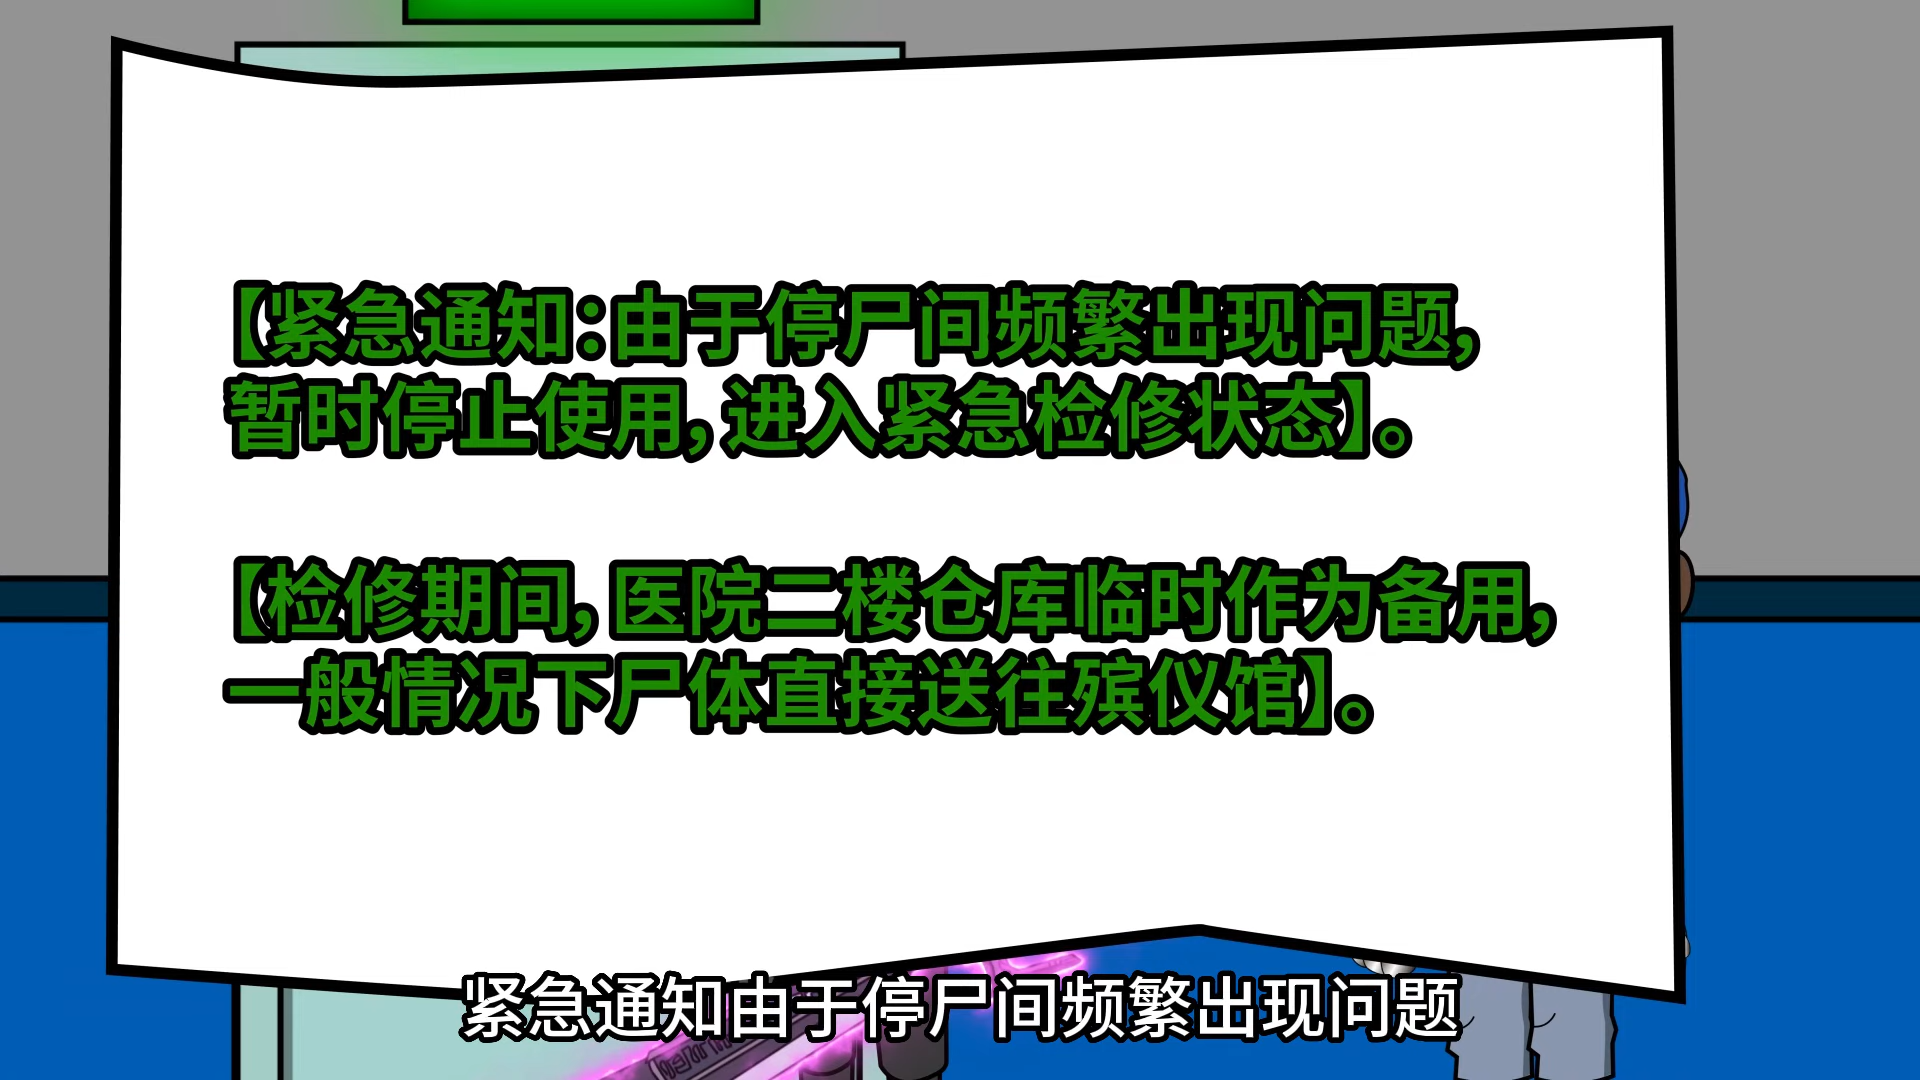 【紧急通知：由于停尸间频繁出现问题，
暂时停止使用，进入紧急检修状态】。
【检修期间，医院二楼仓库临时作为备用，
一般情况下尸体直接送往殡仪馆】。
紧急通知由于停尸间频繁出现问题